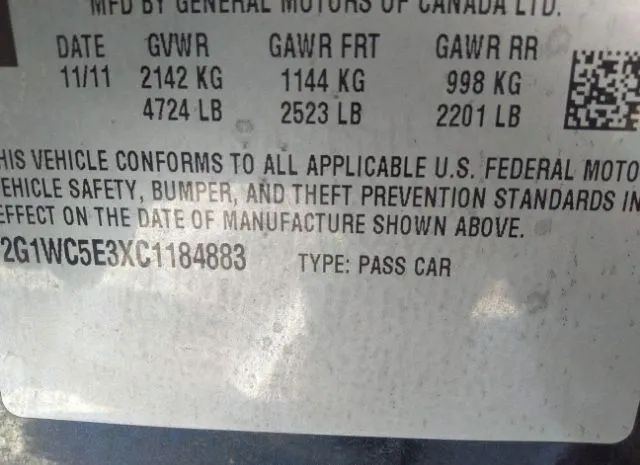 MFD BY GENERAL MOTORS OF CANADA LTD.
DATE GVWR GAWR FRT GAWR RR
11/11 2142 KG 1144 KG 998 KG
4724 LB 2523 LB 2201 LB
HIS VEHICLE CONFORMS TO ALL APPLICABLE U.S. FEDERAL MOTO
EHICLE SAFETY, BUMPER, AND THEFT PREVENTION STANDARDS IN
EFFECT ON THE DATE OF MANUFACTURE SHOWN ABOVE.
2G1WC5E3XC1184883 TYPE: PASS CAR